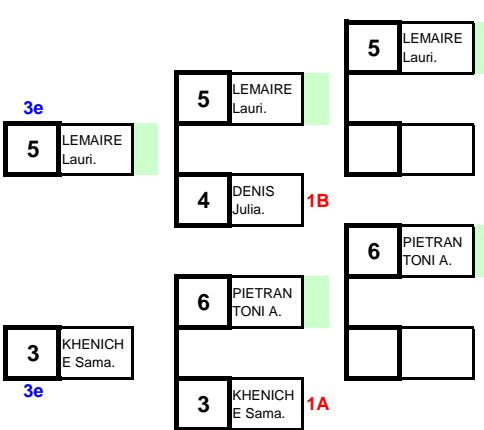 3e
5
LEMAIRE
Lauri.
3
KHENICH
E Sama.
3e
5
LEMAIRE
Lauri.
4
DENIS
Julia.
1B
6
PIETRAN
TONI A.
3
KHENICH
E Sama.
1A
5
LEMAIRE
Lauri.
6
PIETRAN
TONI A.